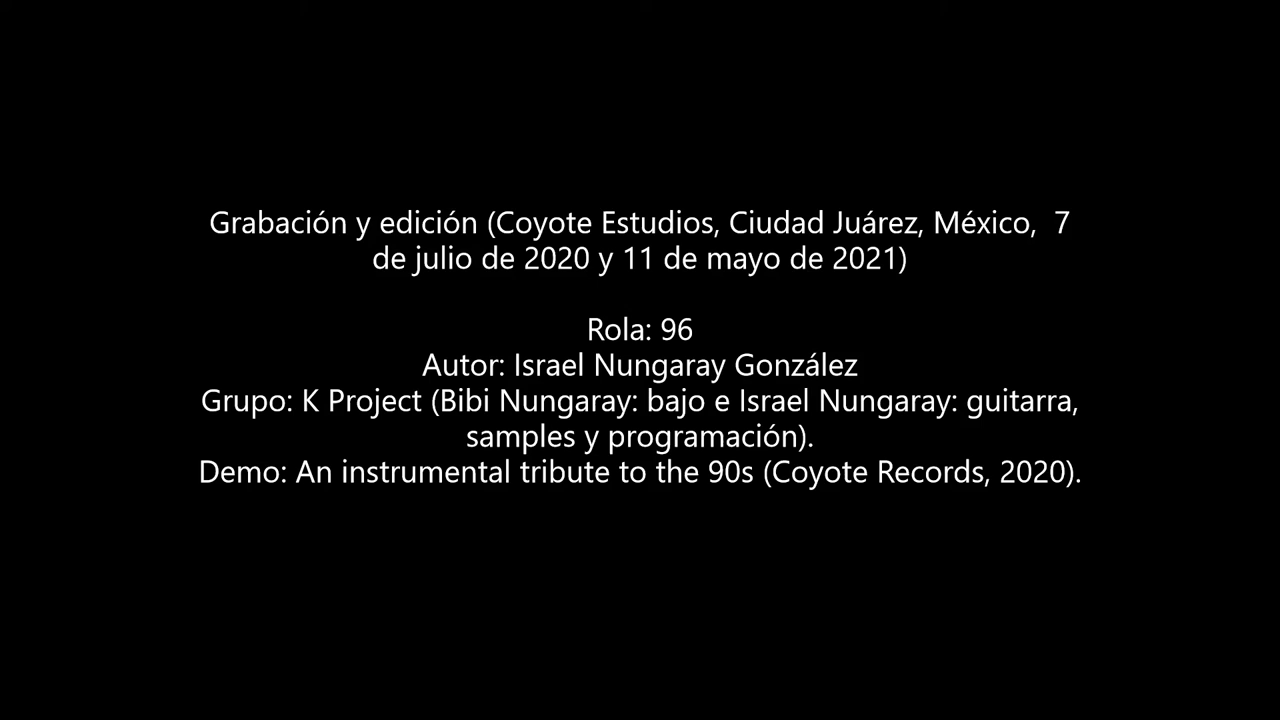 Grabación y edición (Coyote Estudios, Ciudad Juárez, México,  7
de julio de 2020 y 11 de mayo de 2021)
Rola: 96
Autor: Israel Nungaray González
Grupo: K Project (Bibi Nungaray: bajo e Israel Nungaray: guitarra,
samples y programación).
Demo: An instrumental tribute to the 90s (Coyote Records, 2020).